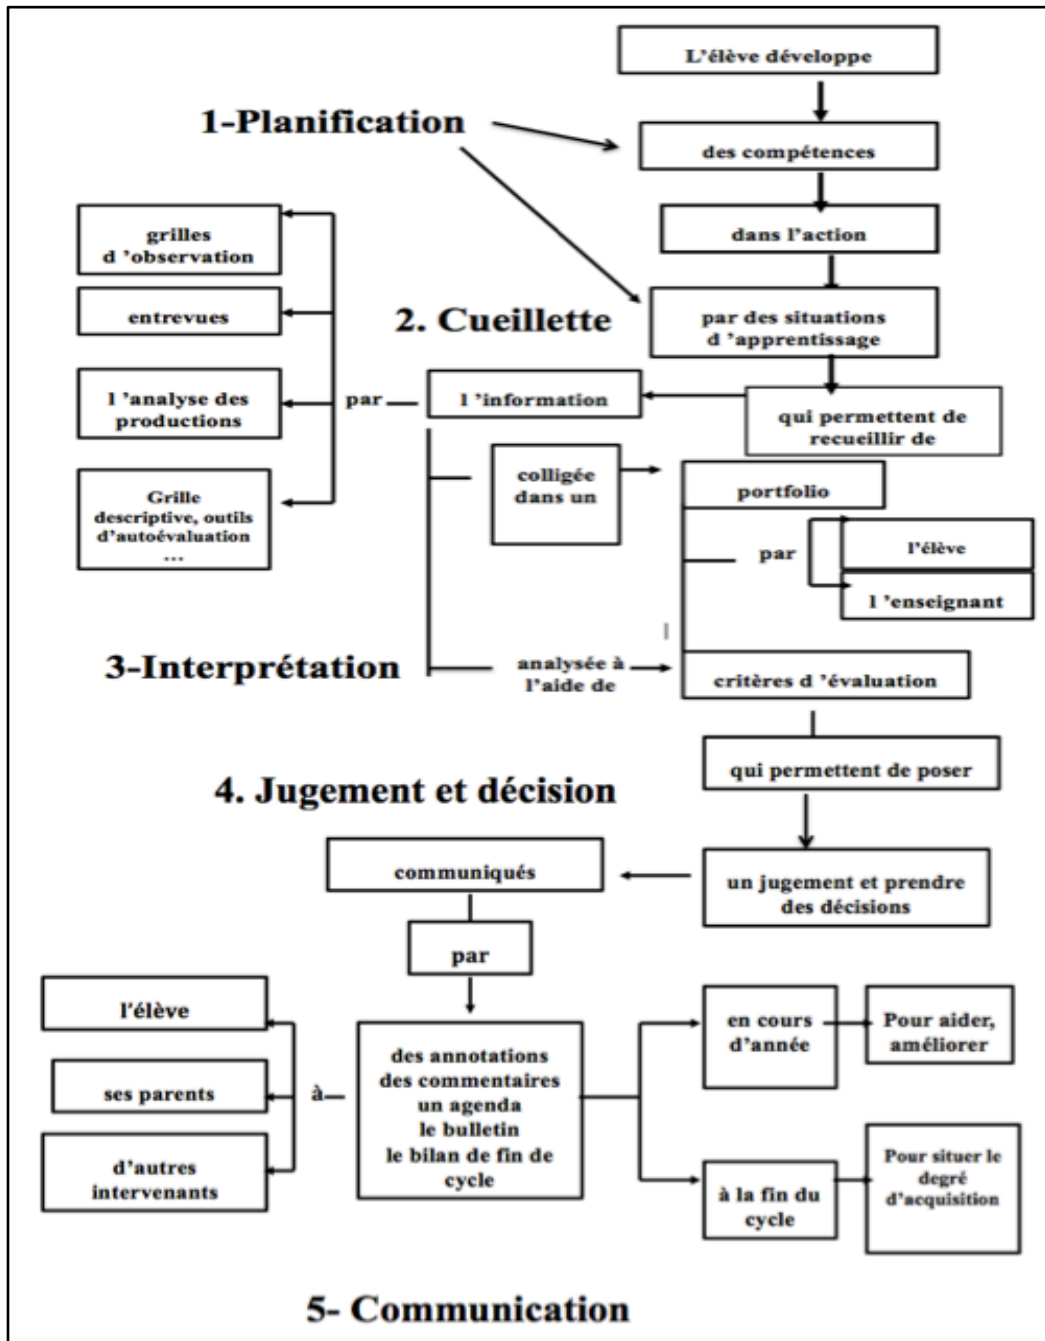 L'élève développe
1-Planification
des compétences
dans l'action
grilles
d 'observation
entrevues
2. Cueillette
par des situations
d 'apprentissage
l 'analyse des
productions
par
l 'information
qui permettent de
recueillir de
colligée
dans un
portfolio
Grille
descriptive, outils
d'autoévaluation
...
par
l'élève
l 'enseignant
3-Interprétation
analysée à
l'aide de
critères d 'évaluation
qui permettent de poser
4. Jugement et décision
communiqués
un jugement et prendre
des décisions
par
l'élève
ses parents
d'autres
intervenants
à
des annotations
des commentaires
un agenda
le bulletin
le bilan de fin de
cycle
en cours
d'année
Pour aider,
améliorer
à la fin du
cycle
Pour situer le
degré
d'acquisition
5- Communication